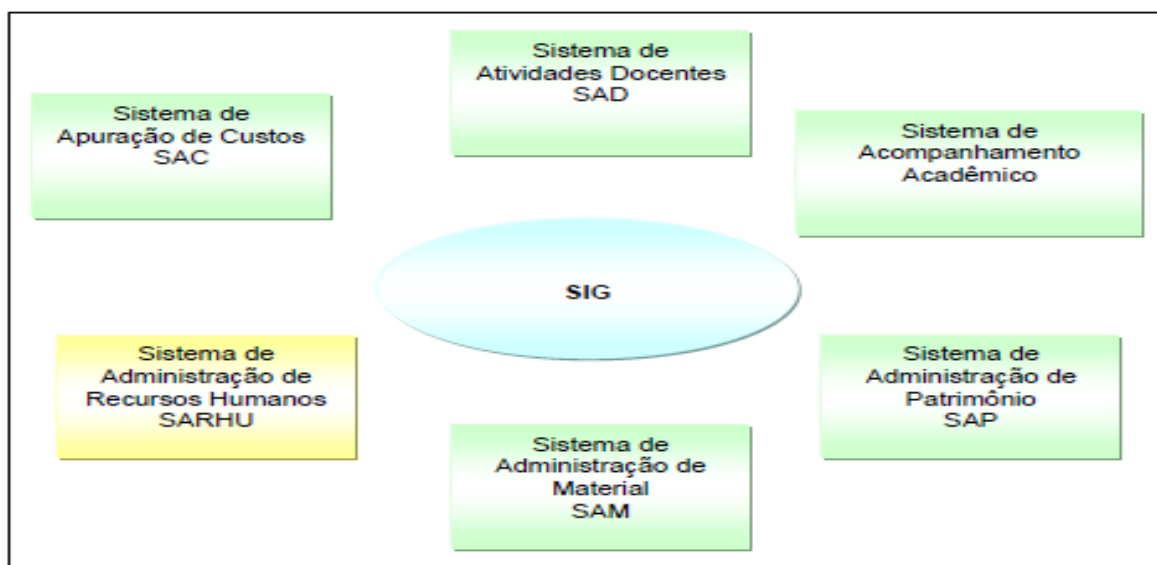 Sistema de
Atividades Docentes
SAD
Sistema de
Apuração de Custos
SAC
Sistema de
Acompanhamento
Acadêmico
SIG
Sistema de
Administração de
Recursos Humanos
SARHU
Sistema de
Administração de
Patrimônio
SAP
Sistema de
Administração de
Material
SAM